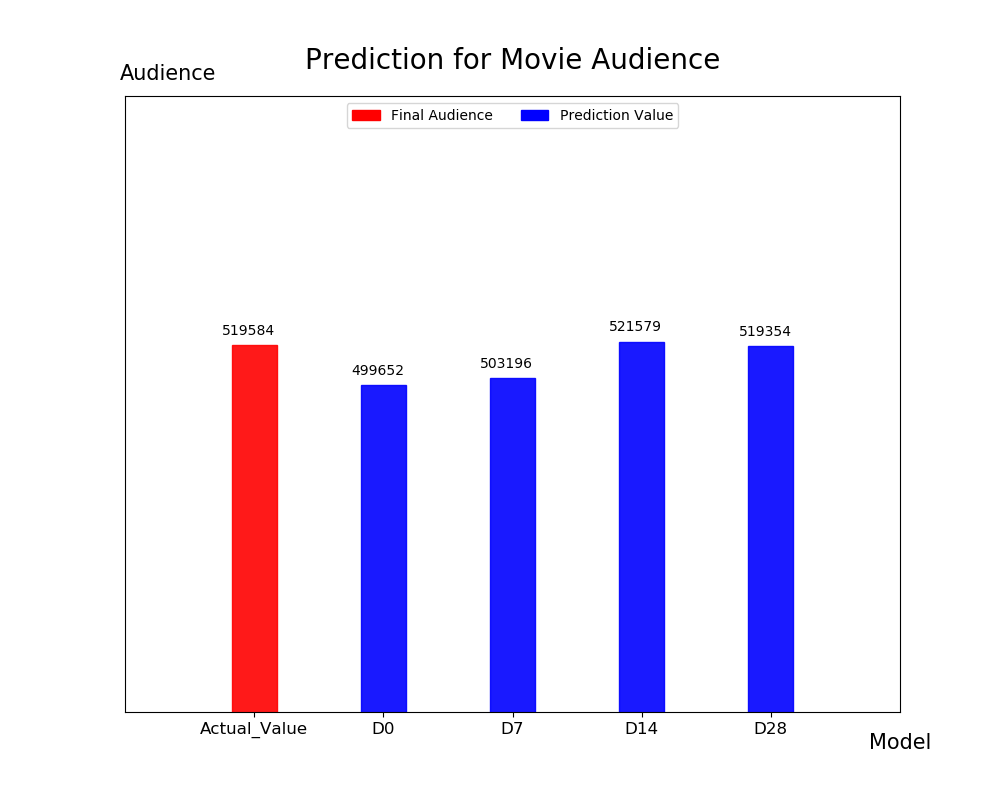 Prediction for Movie Audience
Audience
Final Audience Prediction Value
519584
499652
503196
521579
519354
Actual_Value D0 D7 D14 D28
Model